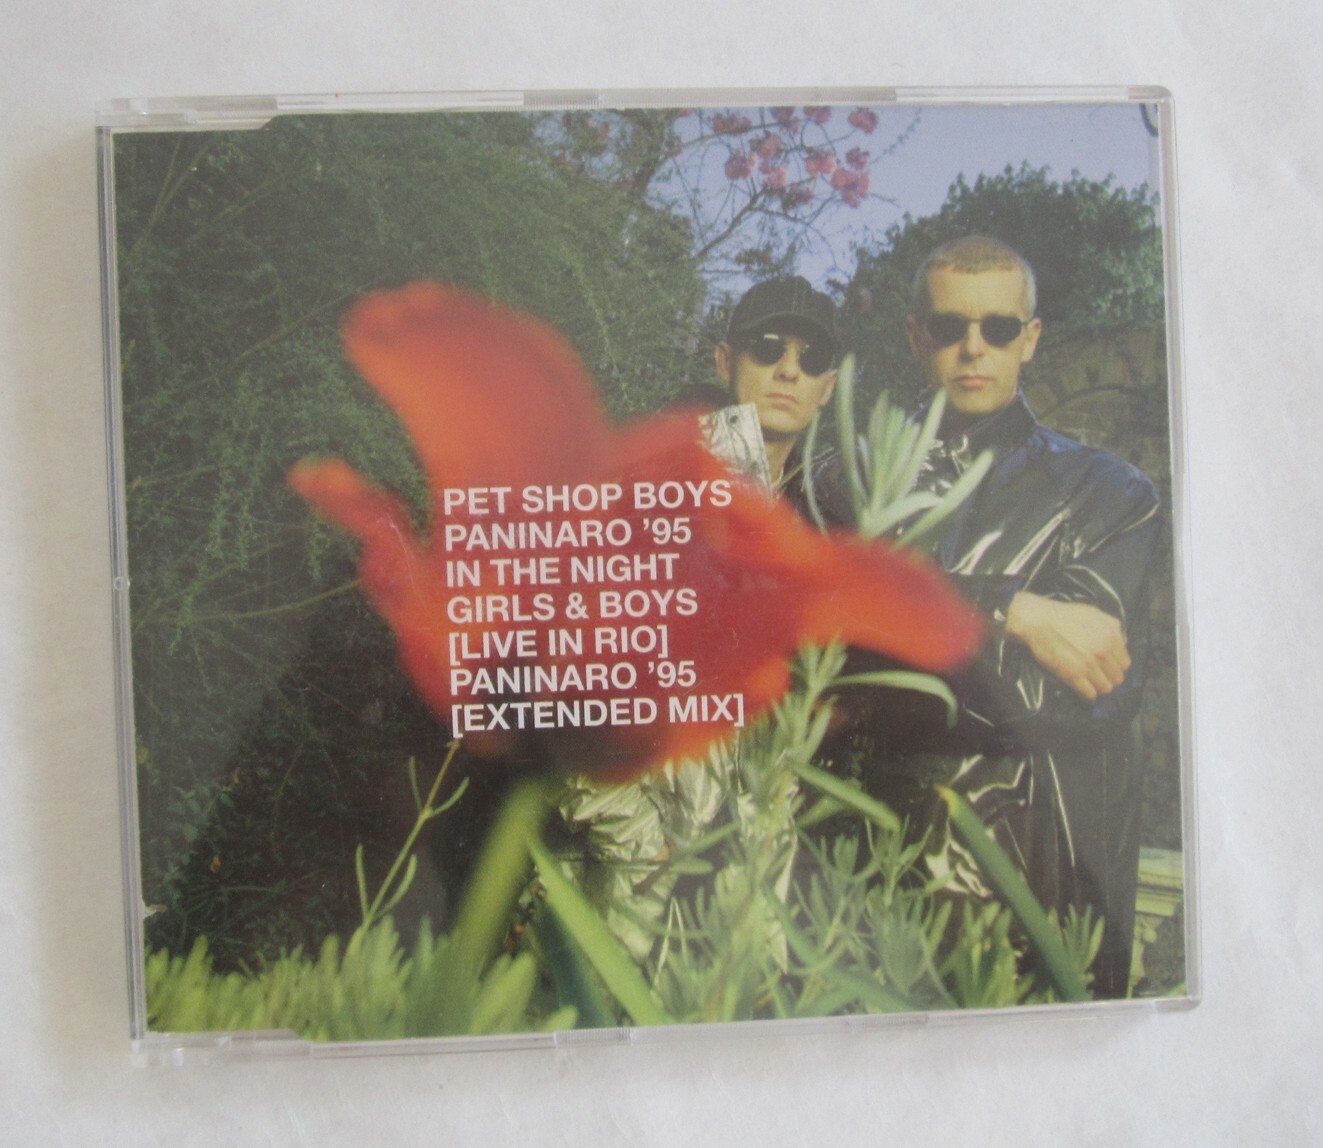 PET SHOP BOYS
PANINARO ’95
IN THE NIGHT
GIRLS & BOYS
[LIVE IN RIO]
PANINARO ’95
[EXTENDED MIX]